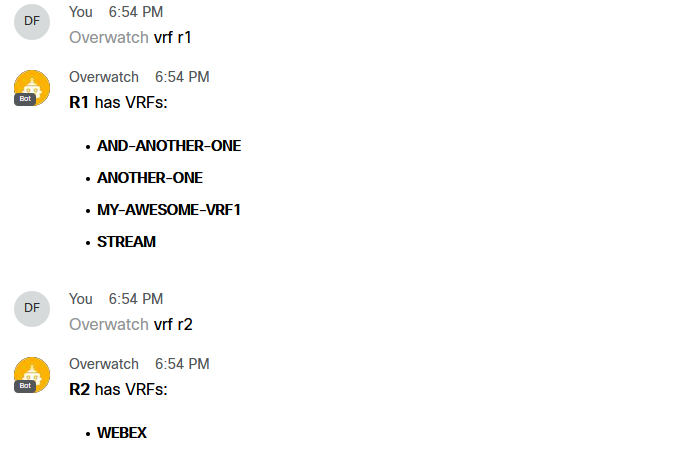 DF You 6:54 PM
Overwatch vrf r1
Overwatch 6:54 PM
Bot
R1 has VRFs:
• AND-ANOTHER-ONE
• ANOTHER-ONE
• MY-AWESOME-VRF1
• STREAM
DF You 6:54 PM
Overwatch vrf r2
Overwatch 6:54 PM
Bot
R2 has VRFs:
• WEBEX